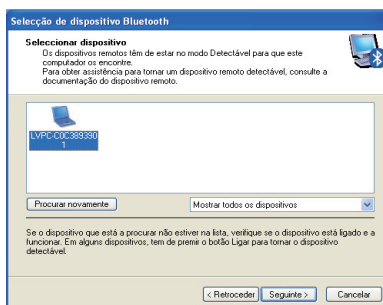 Selecção de dispositivo Bluetooth
Seleccionar dispositivo
Os dispositivos remotos têm de estar no modo Detectável para que este
computador os encontre.
Para obter assistência para tornar um dispositivo remoto detectável, consulte a
documentação do dispositivo remoto.
LVPC-C0C389390
1
Procurar novamente
Mostrar todos os dispositivos
Se o dispositivo que está a procurar não estiver na lista, verifique se o dispositivo está ligado e a
funcionar. Em alguns dispositivos, tem de premir o botão Ligar para tornar o dispositivo
detectável.
< Retroceder
Seguinte >
Cancelar